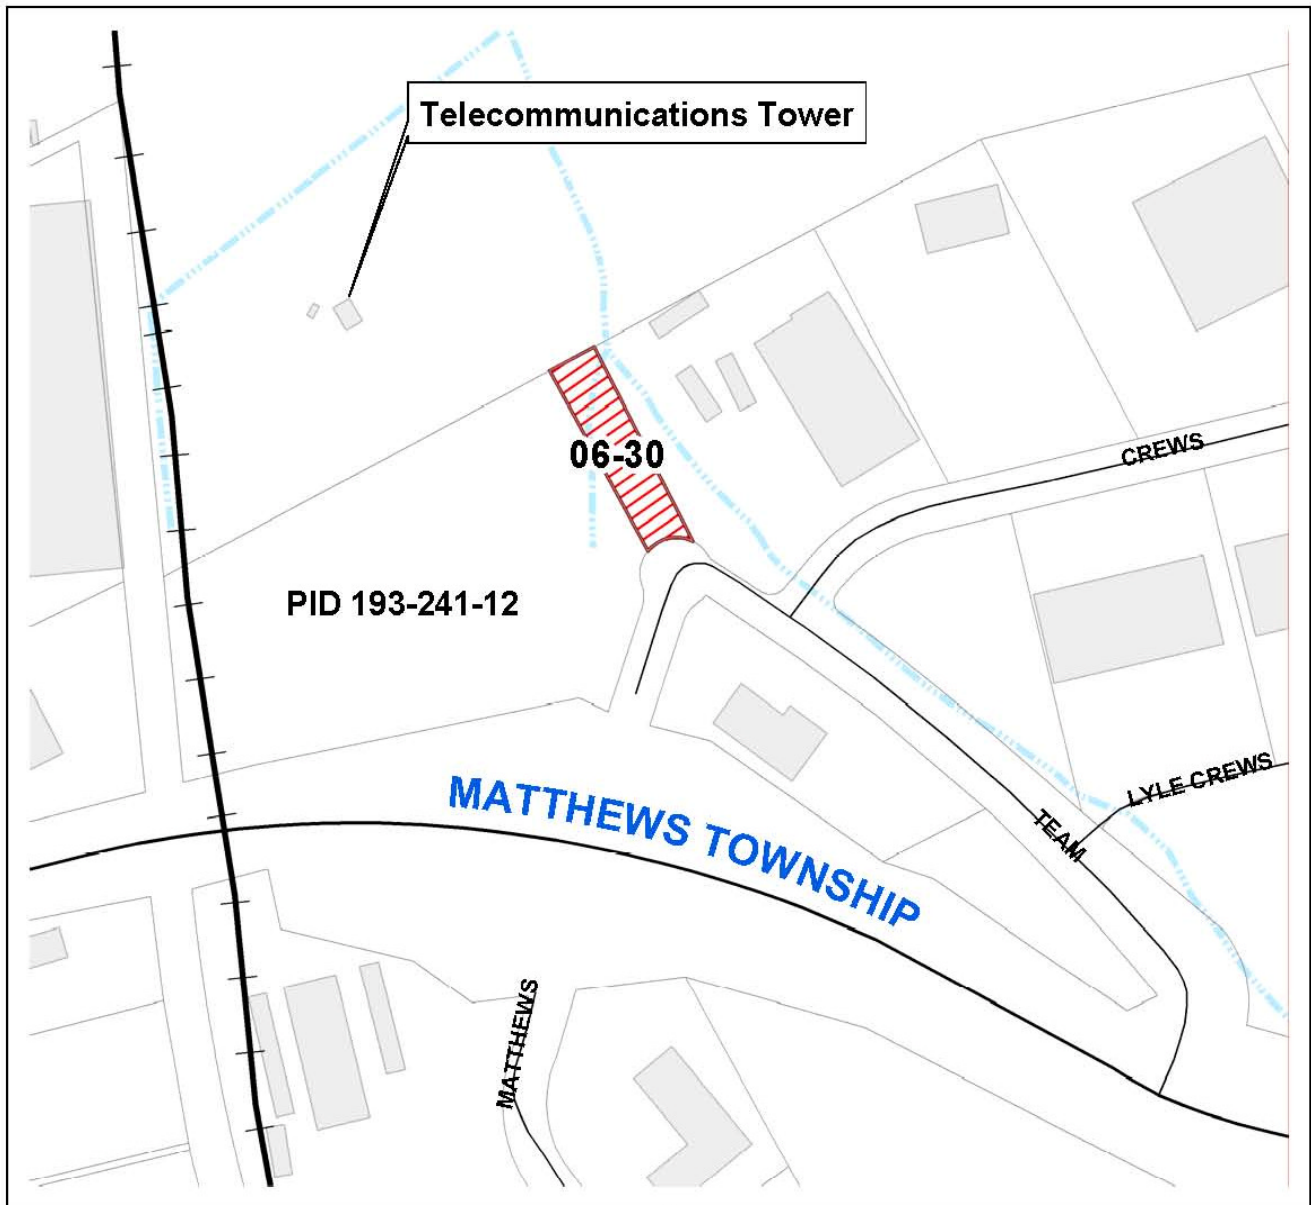 Telecommunications Tower
CREWS
06-30
PID 193-241-12
LYLE CREWS
MATTHEWS TOWNSHIP
TEAM
MATTHEWS